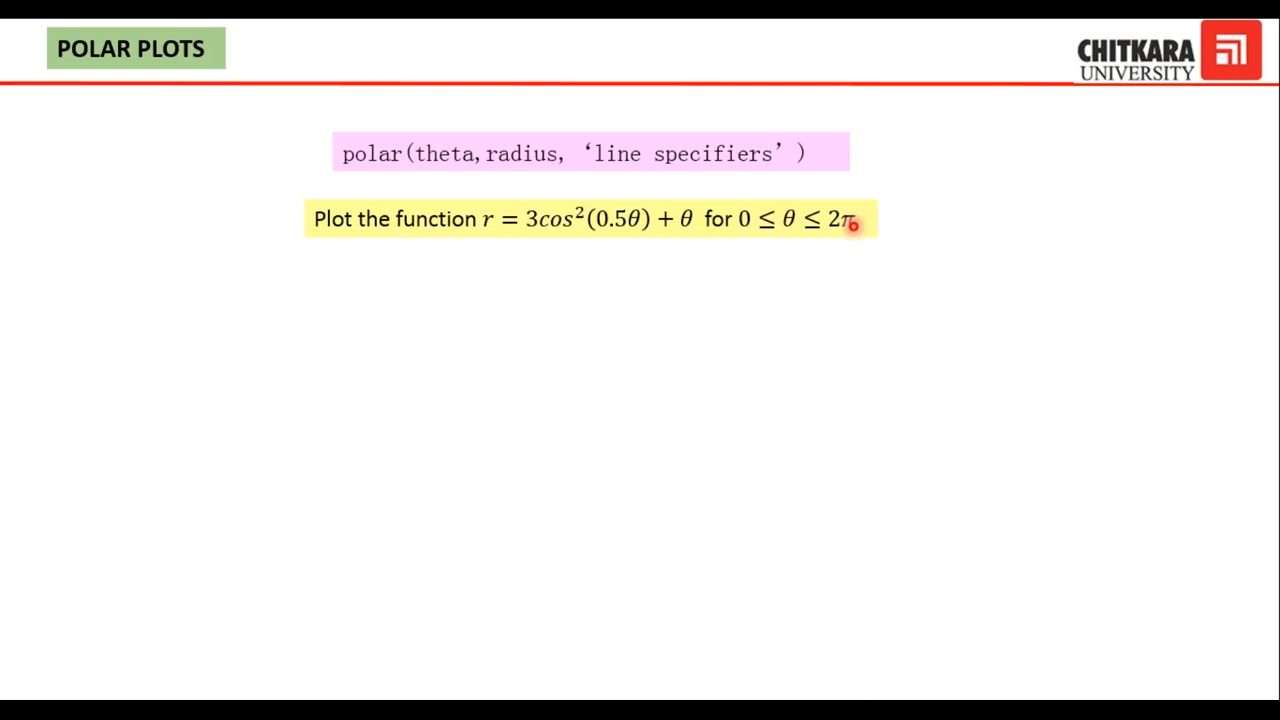 POLAR PLOTS
CHITKARA
UNIVERSITY
polar(theta,radius, ‘line specifiers’ )
Plot the function r = 3cos²(0.5θ) + θ for 0 ≤ θ ≤ 2π